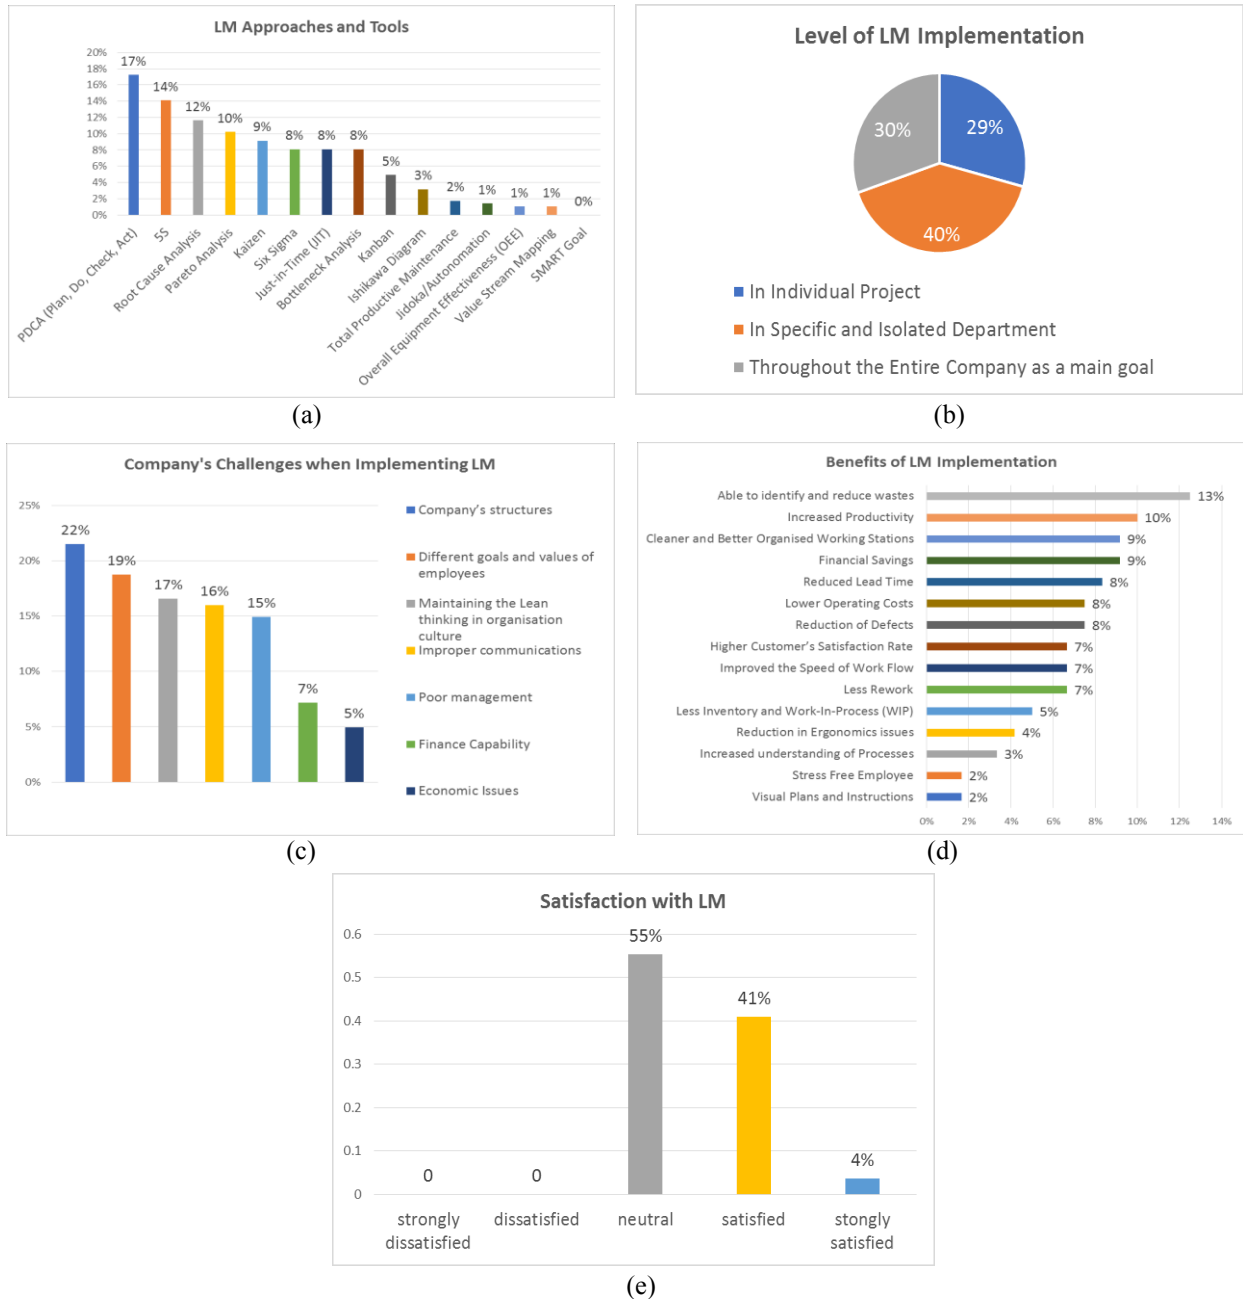 LM Approaches and Tools
20%
18%
16%
14%
12%
10%
8%
6%
4%
2%
0%
17%
14%
12%
10%
9%
8%
8%
8%
5%
3%
2%
1%
1%
1%
0%
PDCA (Plan, Do, Check, Act)
5S
Root Cause Analysis
Pareto Analysis
Kaizen
Six Sigma
Just-in-Time (JIT)
Bottleneck Analysis
Kanban
Ishikawa Diagram
Total Productive Maintenance
Jidoka/Autonomation
Overall Equipment Effectiveness (OEE)
Value Stream Mapping
SMART Goal
(a)
Level of LM Implementation
30%
29%
40%
In Individual Project
In Specific and Isolated Department
Throughout the Entire Company as a main goal
(b)
Company's Challenges when Implementing LM
25%
20%
15%
10%
5%
0%
22%
19%
17%
16%
15%
7%
5%
Company's structures
Different goals and values of
employees
Maintaining the Lean
thinking in organisation
culture
Improper communications
Poor management
Finance Capability
Economic Issues
(c)
Benefits of LM Implementation
Able to identify and reduce wastes 13%
Increased Productivity 10%
Cleaner and Better Organised Working Stations 9%
Financial Savings 9%
Reduced Lead Time 8%
Lower Operating Costs 8%
Reduction of Defects 8%
Higher Customer's Satisfaction Rate 7%
Improved the Speed of Work Flow 7%
Less Rework 7%
Less Inventory and Work-In-Process (WIP) 5%
Reduction in Ergonomics issues 4%
Increased understanding of Processes 3%
Stress Free Employee 2%
Visual Plans and Instructions 2%
0% 2% 4% 6% 8% 10% 12% 14%
(d)
Satisfaction with LM
0.6
0.5
0.4
0.3
0.2
0.1
0
0
0
55%
41%
4%
strongly
dissatisfied
dissatisfied
neutral
satisfied
stongly
satisfied
(e)